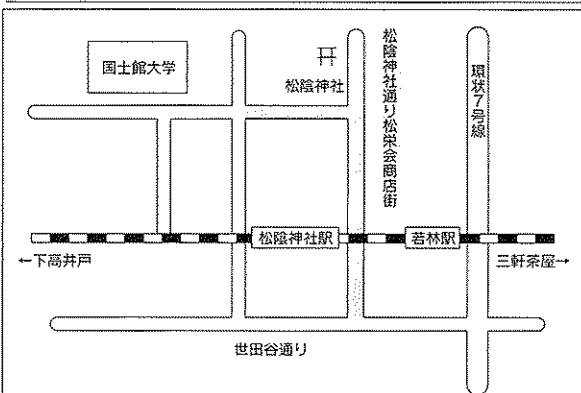 国士館大学
松陰神社
松陰神社通り松栄会商店街
環状7号線
松陰神社駅
若林駅
←下高井戸
三軒茶屋→
世田谷通り